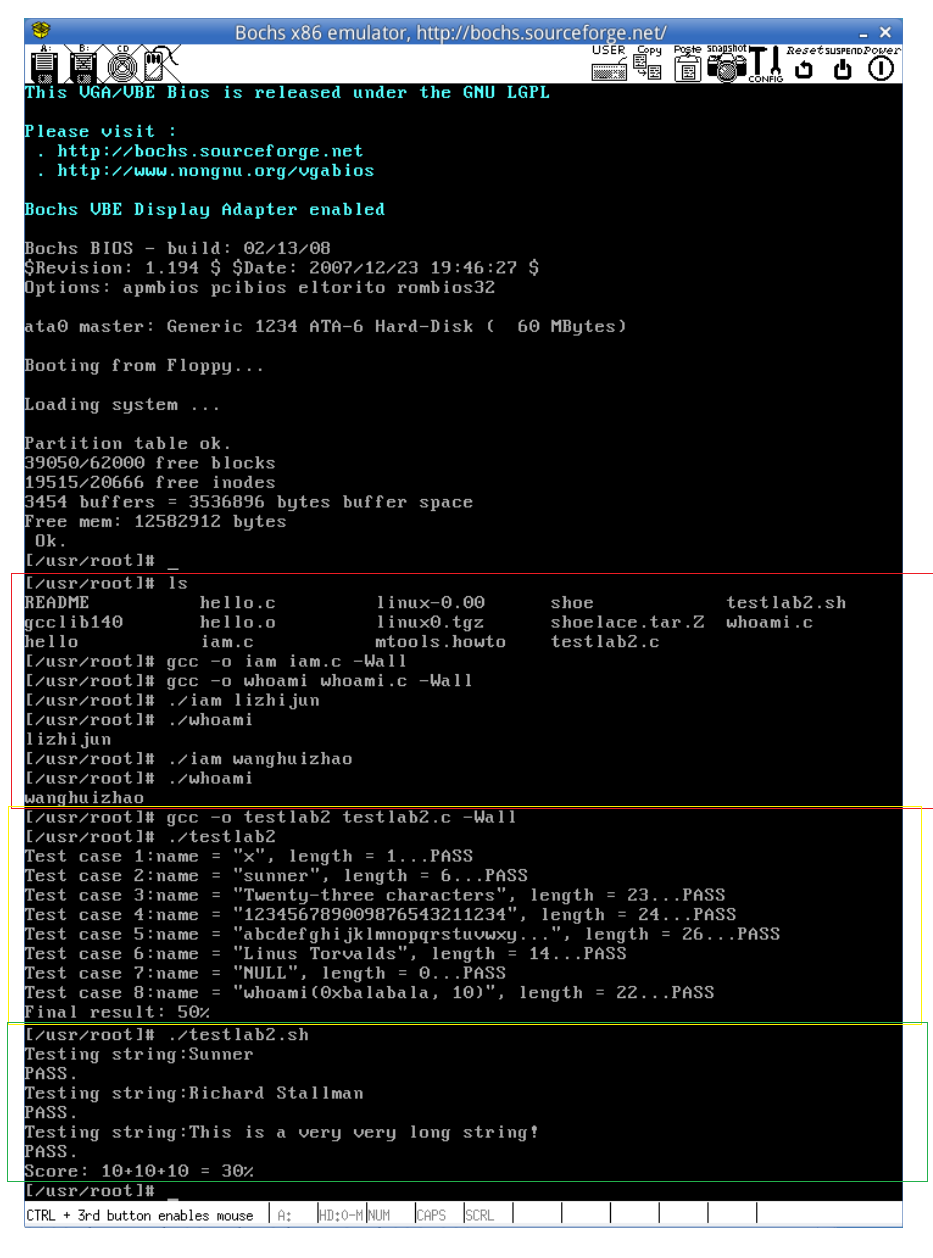 Bochs x86 emulator, http://bochs.sourceforge.net/
A: B: CD USER Copy Paste snapshot CONFIG Reset SUSPEND Power
This VGA/VBE Bios is released under the GNU LGPL
Please visit :
. http://bochs.sourceforge.net
. http://www.nongnu.org/vgabios
Bochs VBE Display Adapter enabled
Bochs BIOS - build: 02/13/08
$Revision: 1.194 $ $Date: 2007/12/23 19:46:27 $
Options: apmbios pcibios eltorito rombios32
ata0 master: Generic 1234 ATA-6 Hard-Disk (  60 MBytes)
Booting from Floppy...
Loading system ...
Partition table ok.
39050/62000 free blocks
19515/20666 free inodes
3454 buffers = 3536896 bytes buffer space
Free mem: 12582912 bytes
Ok.
[/usr/root]# _
[/usr/root]# ls
README hello.c linux-0.00 shoe testlab2.sh
gcclib140 hello.o linux0.tgz shoelace.tar.Z whoami.c
hello iam.c mtools.howto testlab2.c
[/usr/root]# gcc -o iam iam.c -Wall
[/usr/root]# gcc -o whoami whoami.c -Wall
[/usr/root]# ./iam lizhijun
[/usr/root]# ./whoami
lizhijun
[/usr/root]# ./iam wanghuizhao
[/usr/root]# ./whoami
wanghuizhao
[/usr/root]# gcc -o testlab2 testlab2.c -Wall
[/usr/root]# ./testlab2
Test case 1:name = "x", length = 1...PASS
Test case 2:name = "sunner", length = 6...PASS
Test case 3:name = "Twenty-three characters", length = 23...PASS
Test case 4:name = "123456789009876543211234", length = 24...PASS
Test case 5:name = "abcdefghijklmnopqrstuvwxy...", length = 26...PASS
Test case 6:name = "Linus Torvalds", length = 14...PASS
Test case 7:name = "NULL", length = 0...PASS
Test case 8:name = "whoami(0xbalabala, 10)", length = 22...PASS
Final result: 50%
[/usr/root]# ./testlab2.sh
Testing string:Sunner
PASS.
Testing string:Richard Stallman
PASS.
Testing string:This is a very very long string!
PASS.
Score: 10+10+10 = 30%
[/usr/root]# _
CTRL + 3rd button enables mouse A: HD:0-M NUM CAPS SCRL